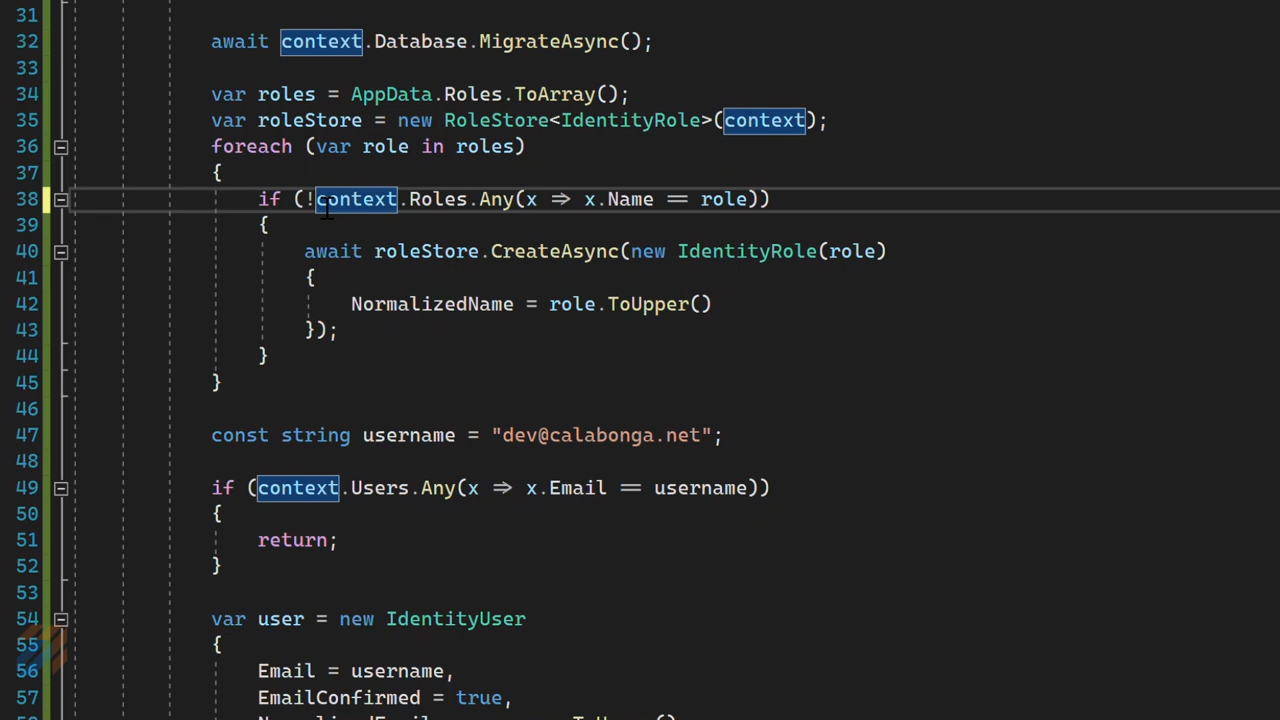 31
32 await context.Database.MigrateAsync();
33
34 var roles = AppData.Roles.ToArray();
35 var roleStore = new RoleStore<IdentityRole>(context);
36 foreach (var role in roles)
37 {
38 if (!context.Roles.Any(x => x.Name == role))
39 {
40 await roleStore.CreateAsync(new IdentityRole(role)
41 {
42 NormalizedName = role.ToUpper()
43 });
44 }
45 }
46
47 const string username = "dev@calabonga.net";
48
49 if (context.Users.Any(x => x.Email == username))
50 {
51 return;
52 }
53
54 var user = new IdentityUser
55 {
56 Email = username,
57 EmailConfirmed = true,